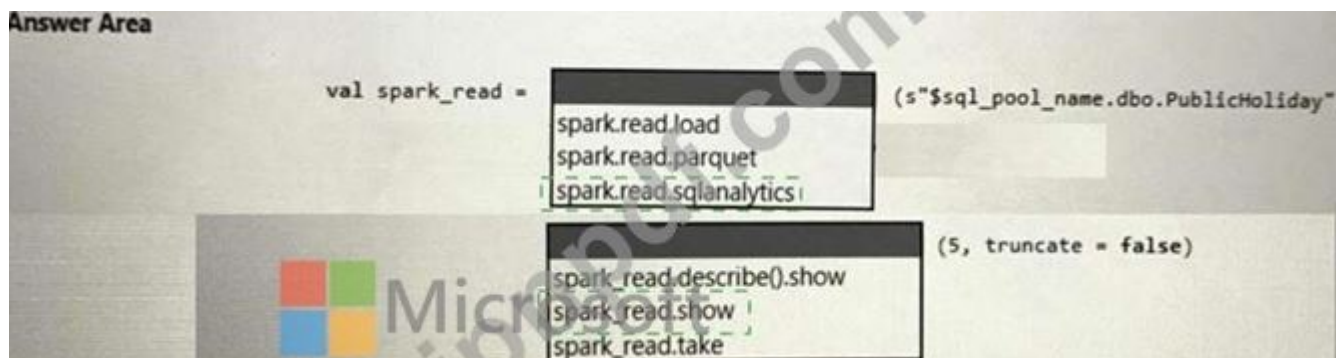 Answer Area
val spark_read =
(s"$sql_pool_name.dbo.PublicHoliday"
spark.read.load
spark.read.parquet
spark.read.sqlanalytics
(5, truncate = false)
spark_read.describe().show
spark_read.show
spark_read.take
Microsoft